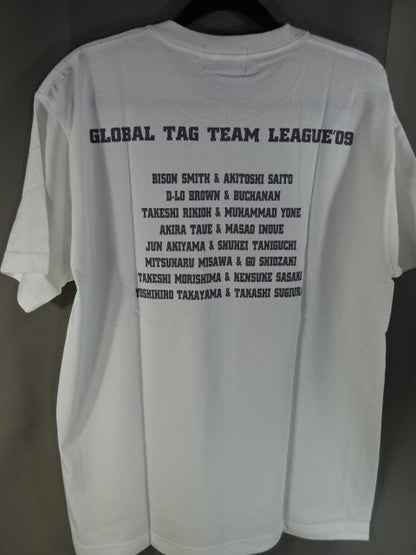 GLOBAL TAG TEAM LEAGUE'09
BISON SMITH & AKITOSHI SAITO
D-LO BROWN & BUCHANAN
TAKESHI RIKIOH & MUHAMMAD YONE
AKIRA TAUE & MASAO INOUE
JUN AKIYAMA & SHUHEI TANIGUCHI
MITSUHARU MISAWA & GO SHIOZAKI
TAKESHI MORISHIMA & KENSUKE SASAKI
YOSHIHIRO TAKAYAMA & TAKASHI SUGIURA